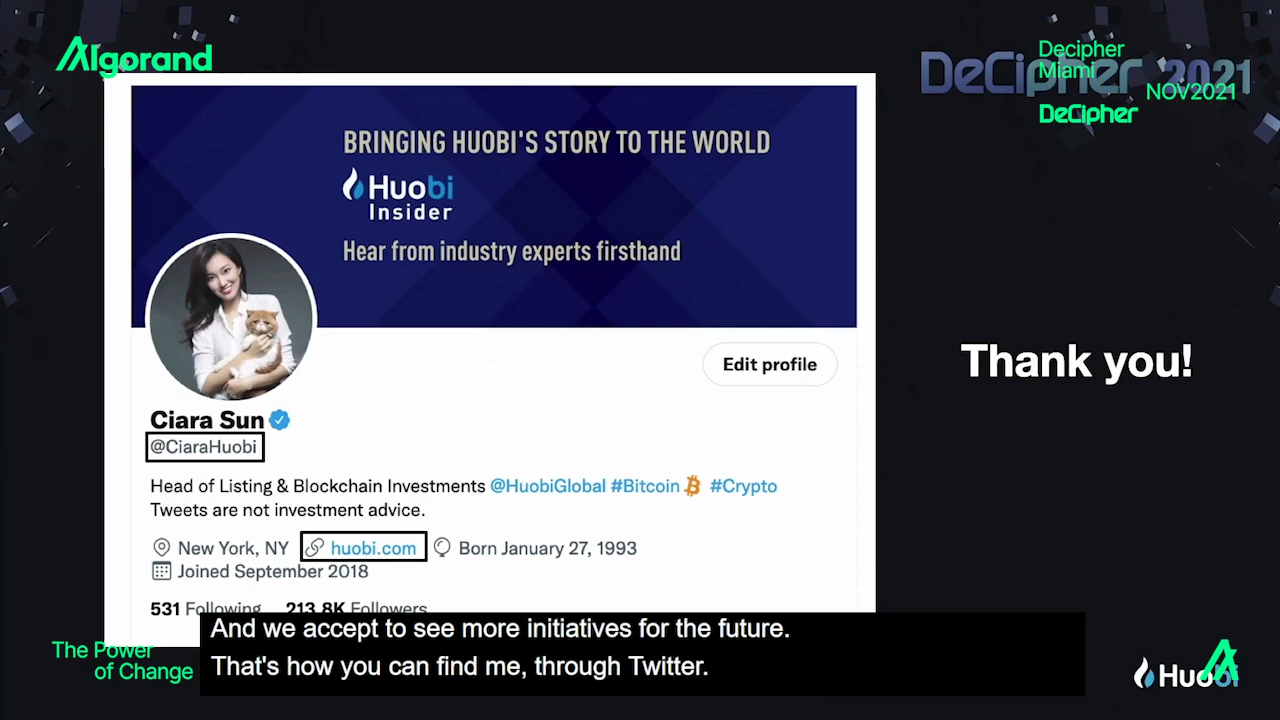 Algorand
DeCipher 2021
Decipher
Miami
NOV2021
DeCipher
BRINGING HUOBI'S STORY TO THE WORLD
Huobi
Insider
Hear from industry experts firsthand
Edit profile
Thank you!
Ciara Sun
@CiaraHuobi
Head of Listing & Blockchain Investments @HuobiGlobal #Bitcoin #Crypto
Tweets are not investment advice.
New York, NY huobi.com Born January 27, 1993
Joined September 2018
531 Following 213.8K Followers
And we accept to see more initiatives for the future.
That's how you can find me, through Twitter.
The Power
of Change
Huobi